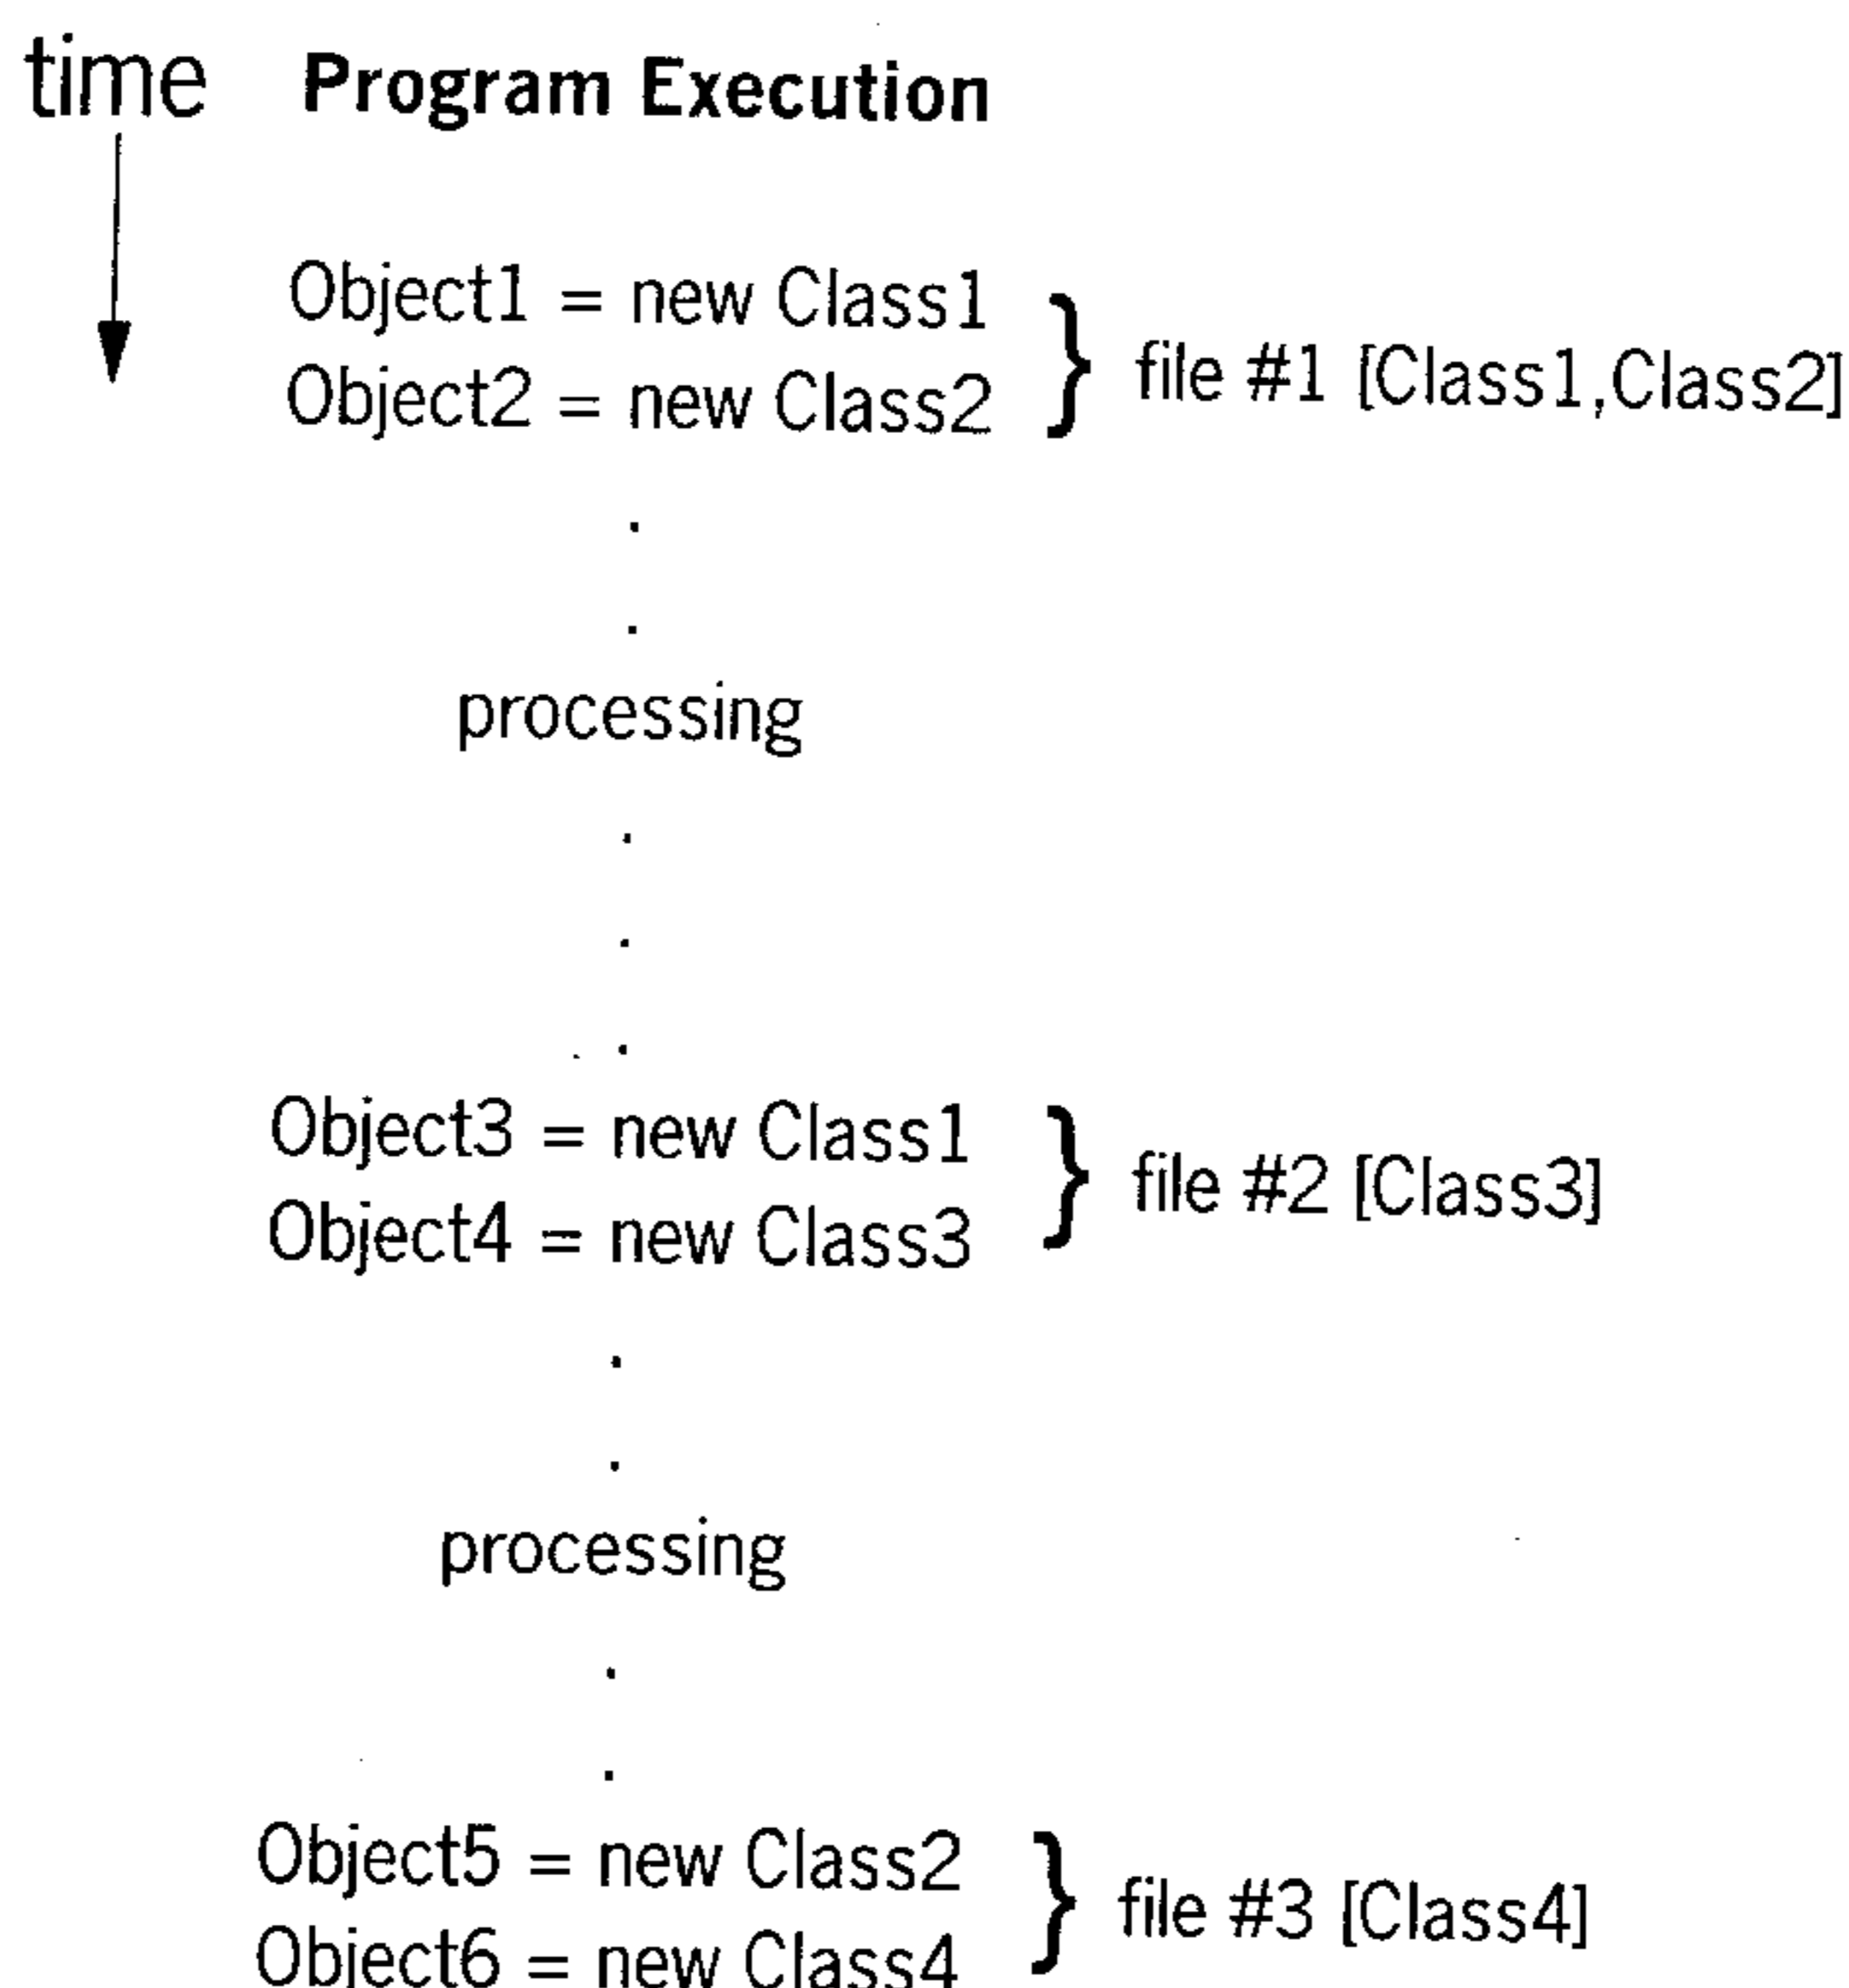 time Program Execution
Object1 = new Class1
Object2 = new Class2
file #1 [Class1,Class2]
.
.
processing
.
.
.
Object3 = new Class1
Object4 = new Class3
file #2 [Class3]
.
.
processing
.
.
Object5 = new Class2
Object6 = new Class4
file #3 [Class4]